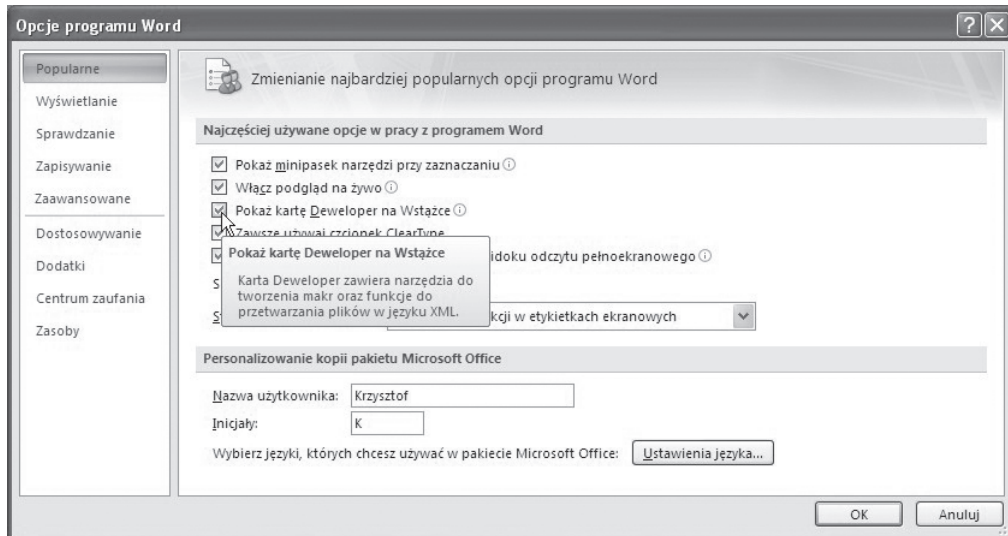 Opcje programu Word
Popularne
Wyświetlanie
Sprawdzanie
Zapisywanie
Zaawansowane
Dostosowywanie
Dodatki
Centrum zaufania
Zasoby
Zmienianie najbardziej popularnych opcji programu Word
Najczęściej używane opcje w pracy z programem Word
Pokaż minipasek narzędzi przy zaznaczaniu
Włącz podgląd na żywo
Pokaż kartę Deweloper na Wstążce
Zawsze używaj czcionek ClearType
Pokaż kartę Deweloper na Wstążce
Karta Deweloper zawiera narzędzia do
tworzenia makr oraz funkcje do
przetwarzania plików w języku XML.
idoku odczytu pełnoekranowego
S
S
kcji w etykietkach ekranowych
Personalizowanie kopii pakietu Microsoft Office
Nazwa użytkownika: Krzysztof
Inicjały: K
Wybierz języki, których chcesz używać w pakiecie Microsoft Office: Ustawienia języka...
OK Anuluj